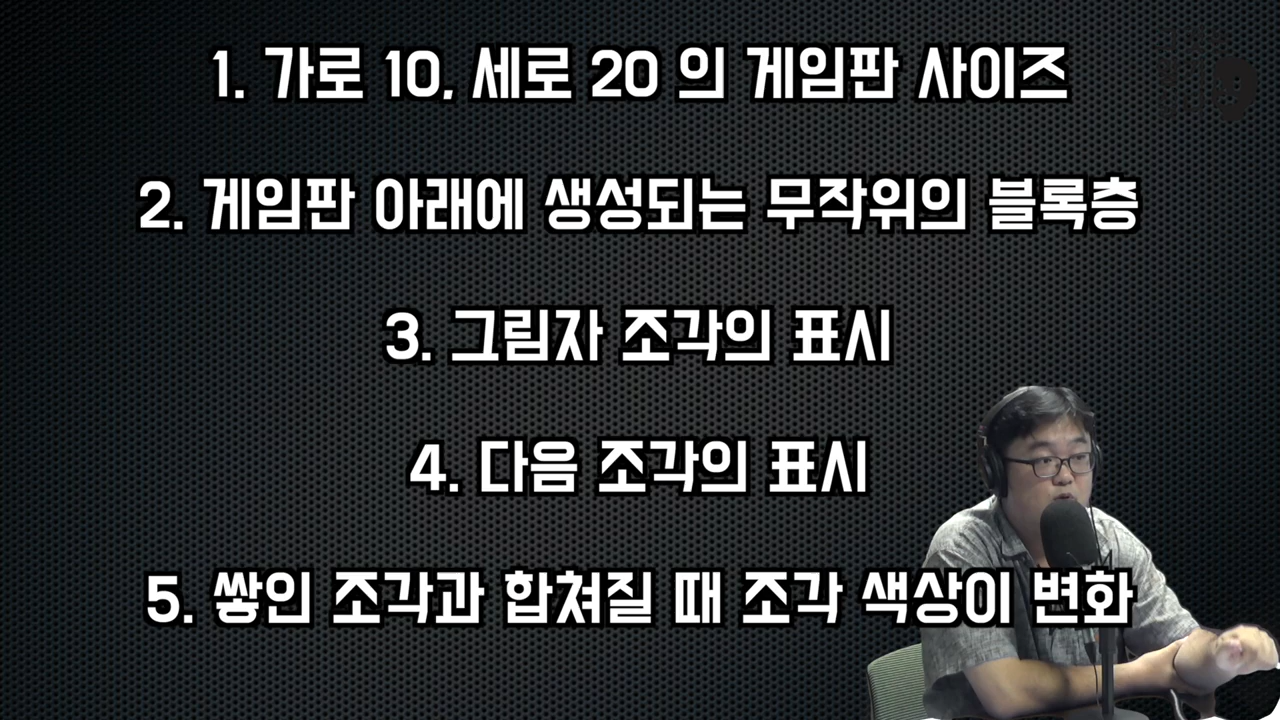 1. 가로 10, 세로 20 의 게임판 사이즈
2. 게임판 아래에 생성되는 무작위의 블록층
3. 그림자 조각의 표시
4. 다음 조각의 표시
5. 쌓인 조각과 합쳐질 때 조각 색상이 변화